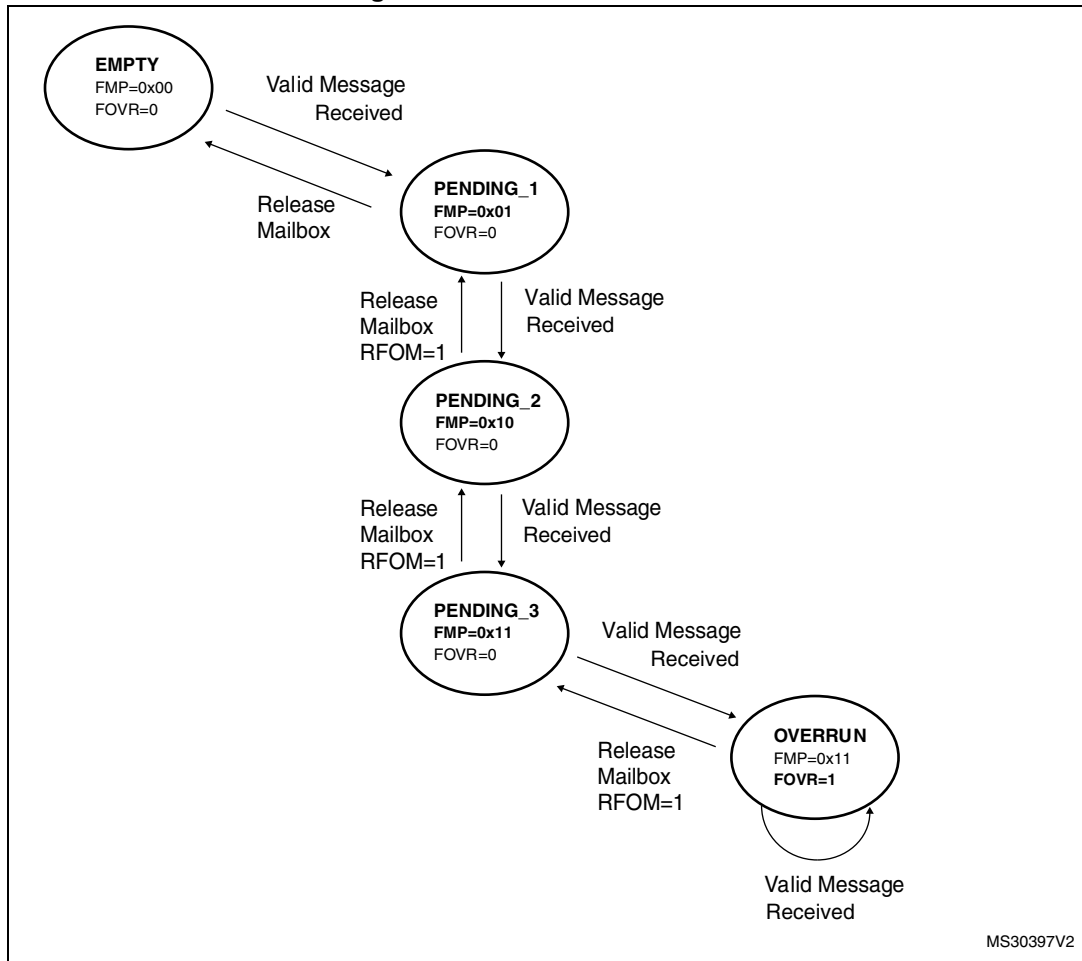 EMPTY
FMP=0x00
FOVR=0
Valid Message
Received
Release
Mailbox
PENDING_1
FMP=0x01
FOVR=0
Release
Mailbox
RFOM=1
Valid Message
Received
PENDING_2
FMP=0x10
FOVR=0
Release
Mailbox
RFOM=1
Valid Message
Received
PENDING_3
FMP=0x11
FOVR=0
Valid Message
Received
Release
Mailbox
RFOM=1
OVERRUN
FMP=0x11
FOVR=1
Valid Message
Received
MS30397V2